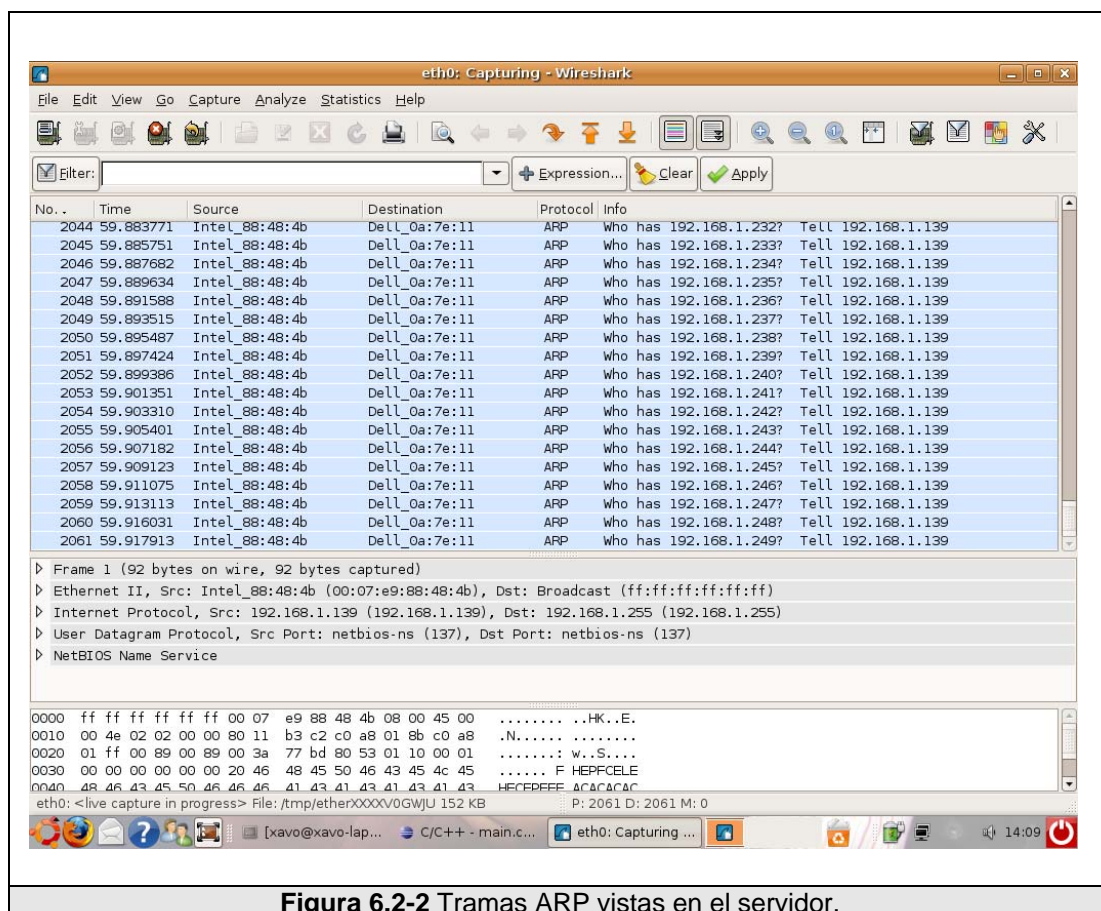 eth0: Capturing - Wireshark
File Edit View Go Capture Analyze Statistics Help
Filter: Expression... Clear Apply
No. . Time Source Destination Protocol Info
2044 59.883771 Intel_88:48:4b Dell_0a:7e:11 ARP Who has 192.168.1.232? Tell 192.168.1.139
2045 59.885751 Intel_88:48:4b Dell_0a:7e:11 ARP Who has 192.168.1.233? Tell 192.168.1.139
2046 59.887682 Intel_88:48:4b Dell_0a:7e:11 ARP Who has 192.168.1.234? Tell 192.168.1.139
2047 59.889634 Intel_88:48:4b Dell_0a:7e:11 ARP Who has 192.168.1.235? Tell 192.168.1.139
2048 59.891588 Intel_88:48:4b Dell_0a:7e:11 ARP Who has 192.168.1.236? Tell 192.168.1.139
2049 59.893515 Intel_88:48:4b Dell_0a:7e:11 ARP Who has 192.168.1.237? Tell 192.168.1.139
2050 59.895487 Intel_88:48:4b Dell_0a:7e:11 ARP Who has 192.168.1.238? Tell 192.168.1.139
2051 59.897424 Intel_88:48:4b Dell_0a:7e:11 ARP Who has 192.168.1.239? Tell 192.168.1.139
2052 59.899386 Intel_88:48:4b Dell_0a:7e:11 ARP Who has 192.168.1.240? Tell 192.168.1.139
2053 59.901351 Intel_88:48:4b Dell_0a:7e:11 ARP Who has 192.168.1.241? Tell 192.168.1.139
2054 59.903310 Intel_88:48:4b Dell_0a:7e:11 ARP Who has 192.168.1.242? Tell 192.168.1.139
2055 59.905401 Intel_88:48:4b Dell_0a:7e:11 ARP Who has 192.168.1.243? Tell 192.168.1.139
2056 59.907182 Intel_88:48:4b Dell_0a:7e:11 ARP Who has 192.168.1.244? Tell 192.168.1.139
2057 59.909123 Intel_88:48:4b Dell_0a:7e:11 ARP Who has 192.168.1.245? Tell 192.168.1.139
2058 59.911075 Intel_88:48:4b Dell_0a:7e:11 ARP Who has 192.168.1.246? Tell 192.168.1.139
2059 59.913113 Intel_88:48:4b Dell_0a:7e:11 ARP Who has 192.168.1.247? Tell 192.168.1.139
2060 59.916031 Intel_88:48:4b Dell_0a:7e:11 ARP Who has 192.168.1.248? Tell 192.168.1.139
2061 59.917913 Intel_88:48:4b Dell_0a:7e:11 ARP Who has 192.168.1.249? Tell 192.168.1.139
Frame 1 (92 bytes on wire, 92 bytes captured)
Ethernet II, Src: Intel_88:48:4b (00:07:e9:88:48:4b), Dst: Broadcast (ff:ff:ff:ff:ff:ff)
Internet Protocol, Src: 192.168.1.139 (192.168.1.139), Dst: 192.168.1.255 (192.168.1.255)
User Datagram Protocol, Src Port: netbios-ns (137), Dst Port: netbios-ns (137)
NetBIOS Name Service
0000 ff ff ff ff ff ff 00 07 e9 88 48 4b 08 00 45 00 ........ ..HK..E.
0010 00 4e 02 02 00 00 80 11 b3 c2 c0 a8 01 8b c0 a8 .N...... ........
0020 01 ff 00 89 00 89 00 3a 77 bd 80 53 01 10 00 01 .......: w..S....
0030 00 00 00 00 00 00 20 46 48 45 50 46 43 45 4c 45 ...... F HEPFCELE
0040 48 46 43 45 50 46 46 46 41 43 41 43 41 43 41 43 HFCEPFFF ACACACAC
eth0: <live capture in progress> File: /tmp/etherXXXXV0GWJU 152 KB P: 2061 D: 2061 M: 0
[xavo@xavo-lap... C/C++ - main.c... eth0: Capturing ... 14:09
Figura 6.2-2 Tramas ARP vistas en el servidor.